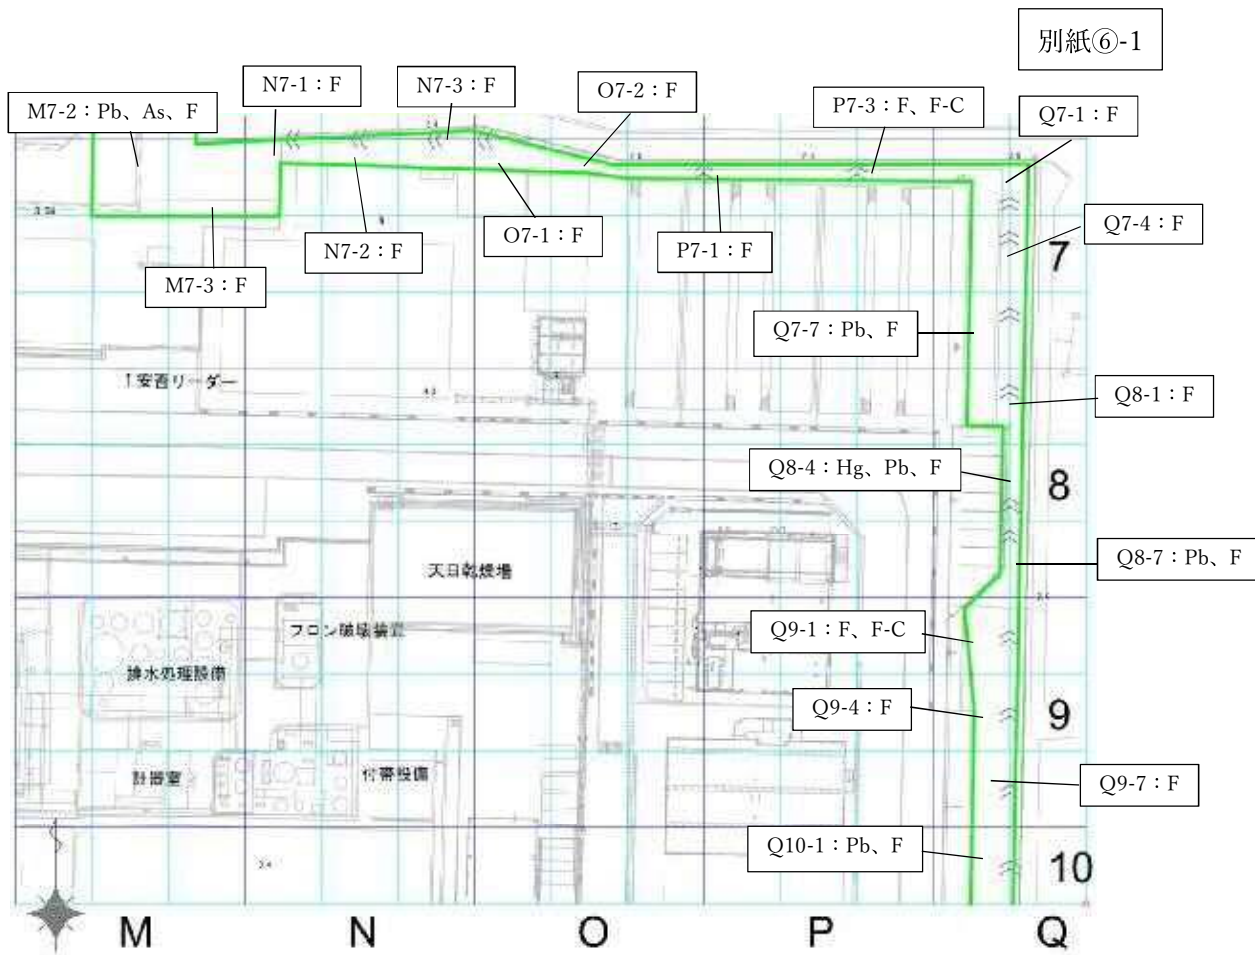 別紙⑥-1
N7-1：F
N7-3：F
O7-2：F
P7-3：F、F-C
Q7-1：F
M7-2：Pb、As、F
O7-1：F
Q7-4：F
N7-2：F
P7-1：F
7
M7-3：F
Q7-7：Pb、F
Q8-1：F
Q8-4：Hg、Pb、F
8
天日乾燥場
Q8-7：Pb、F
フロン破壊装置
Q9-1：F、F-C
排水処理設備
Q9-4：F
9
計器室
付帯設備
Q9-7：F
Q10-1：Pb、F
10
M
N
O
P
Q